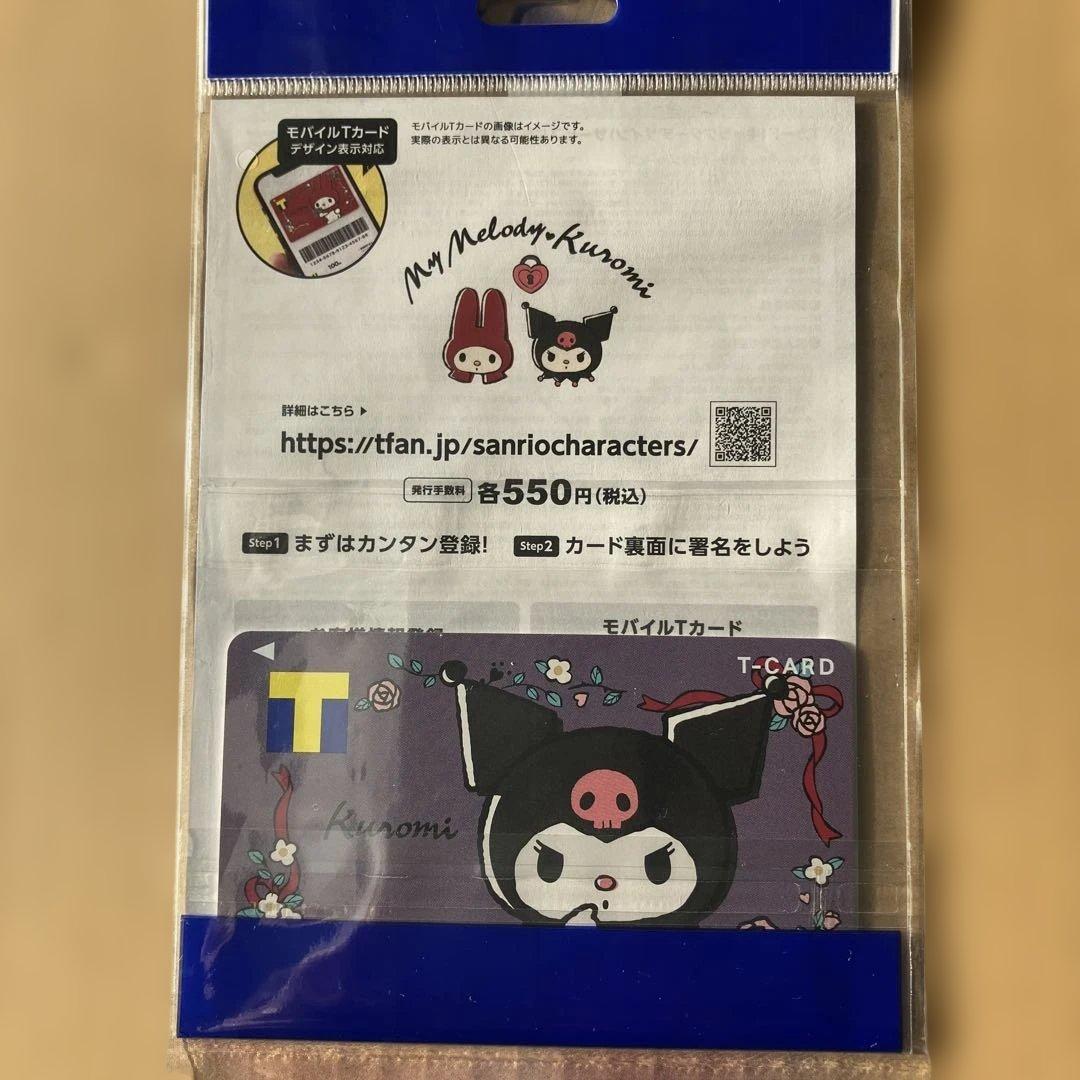 モバイルTカード
デザイン表示対応
モバイルTカードの画像はイメージです。
実際の表示とは異なる可能性あります。
T
100
My Melody♥Kuromi
詳細はこちら▶
https://tfan.jp/sanriocharacters/
発行手数料 各550円(税込)
Step1 まずはカンタン登録!
Step2 カード裏面に署名をしよう
モバイルTカード
T-CARD
T
Kuromi